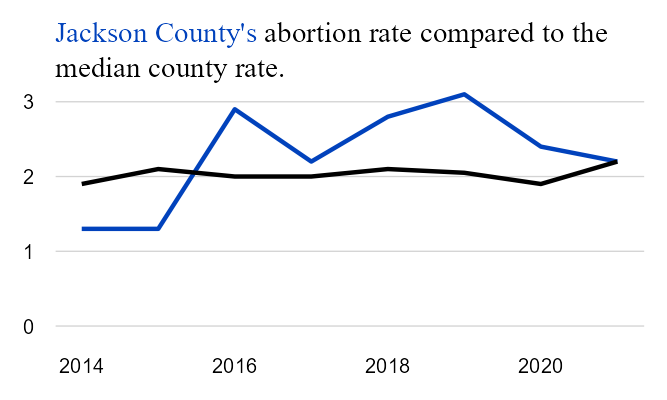 Jackson County's abortion rate compared to the
median county rate.
3
2
1
0
2014 2016 2018 2020